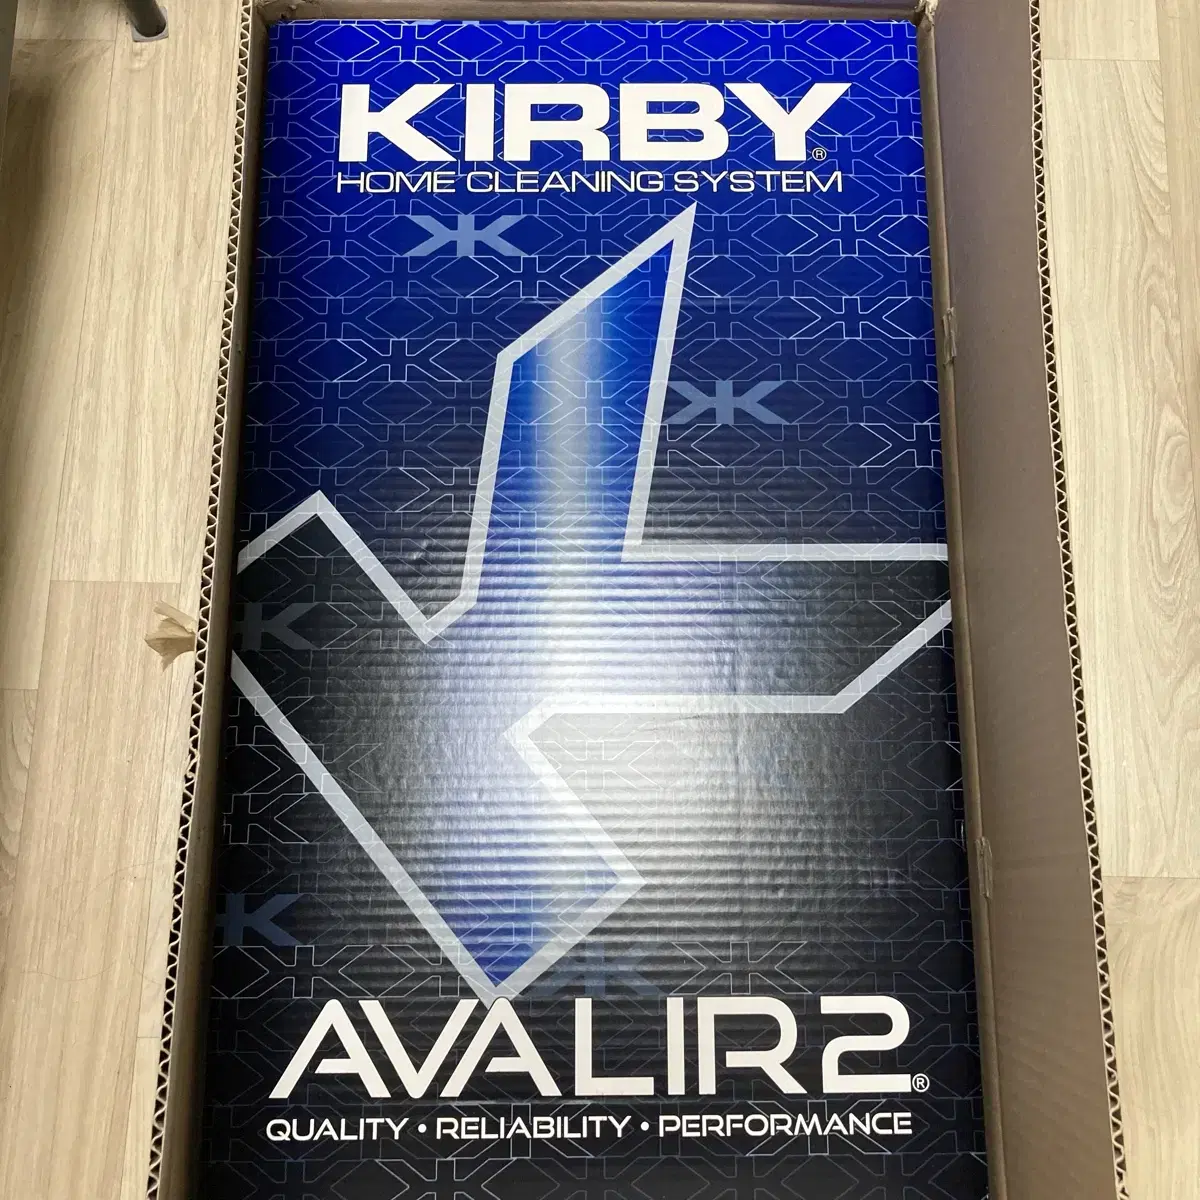 KIRBY®
HOME CLEANING SYSTEM
AVALIR 2®
QUALITY • RELIABILITY • PERFORMANCE